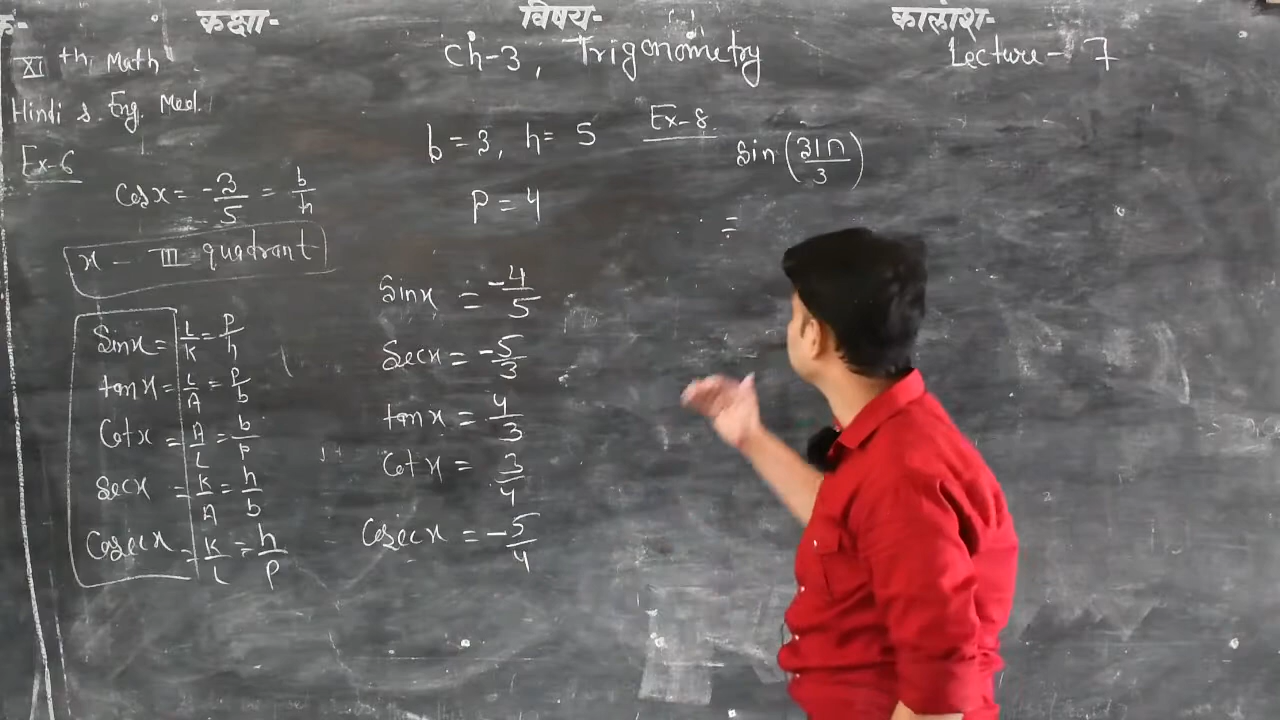 क- कक्षा- विषय- कालांश-
XI th Math
Ch-3, Trigonometry
Lecture - 7
Hindi & Eng. Med.
Ex-6
cos x = -3/5 = b/h
x - III quadrant
sin x = L/K = P/h
tan x = L/A = P/b
cot x = A/L = b/P
sec x = K/A = h/b
cosec x = K/L = h/P
b = 3, h = 5
P = 4
sin x = -4/5
sec x = -5/3
tan x = 4/3
cot x = 3/4
cosec x = -5/4
Ex-8
sin (31π/3)
=